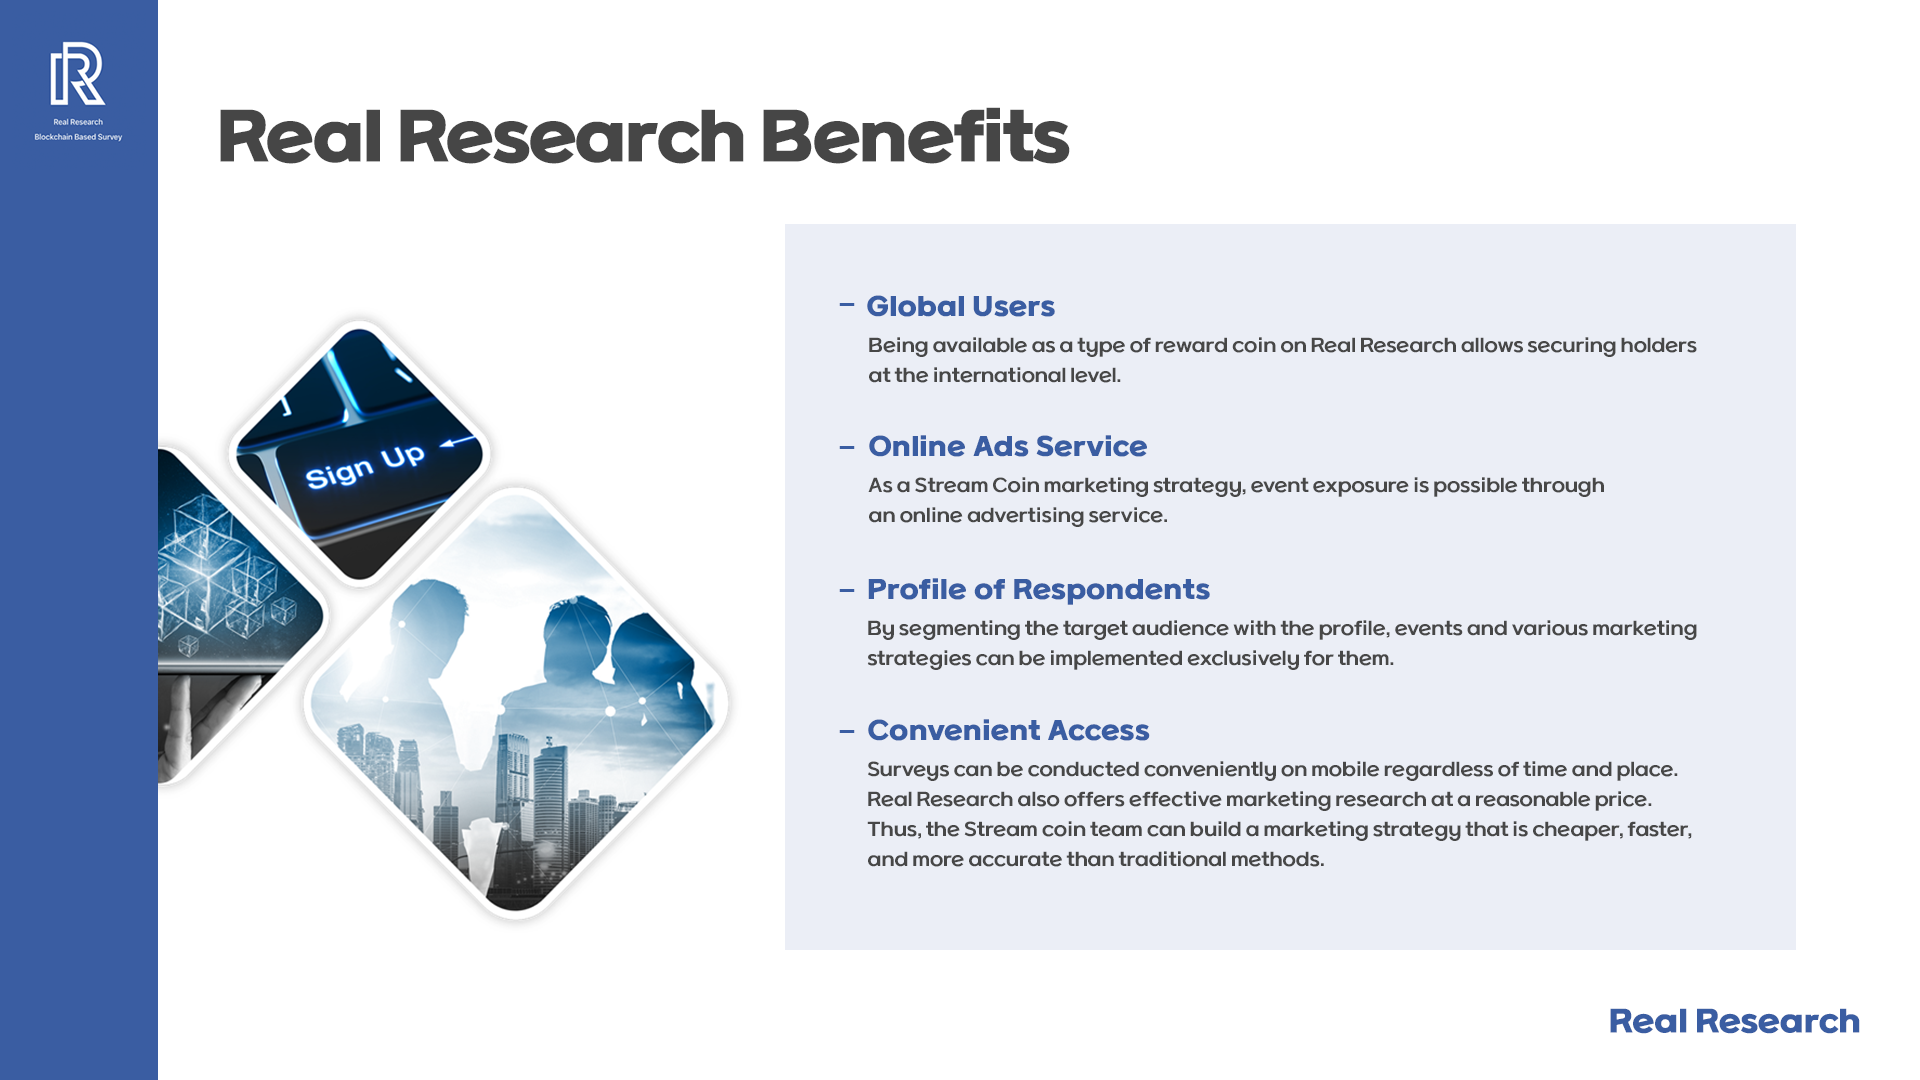 Real Research
Blockchain Based Survey
Real Research Benefits
Sign Up
– Global Users
Being available as a type of reward coin on Real Research allows securing holders
at the international level.
– Online Ads Service
As a Stream Coin marketing strategy, event exposure is possible through
an online advertising service.
– Profile of Respondents
By segmenting the target audience with the profile, events and various marketing
strategies can be implemented exclusively for them.
– Convenient Access
Surveys can be conducted conveniently on mobile regardless of time and place.
Real Research also offers effective marketing research at a reasonable price.
Thus, the Stream coin team can build a marketing strategy that is cheaper, faster,
and more accurate than traditional methods.
Real Research